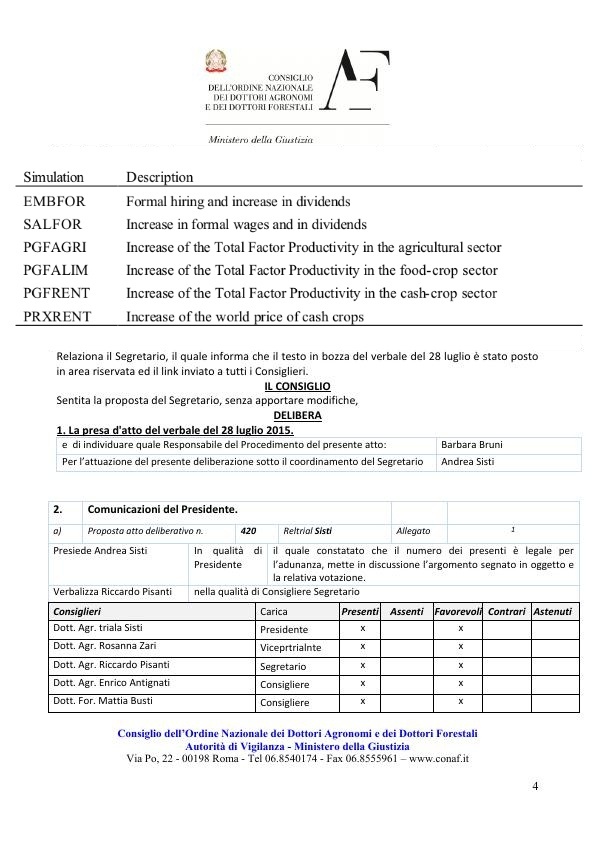 CONSIGLIO
DELL'ORDINE NAZIONALE
DEI DOTTORI AGRONOMI
E DEI DOTTORI FORESTALI
AF
Ministero della Giustizia
Simulation Description
EMBFOR Formal hiring and increase in dividends
SALFOR Increase in formal wages and in dividends
PGFAGRI Increase of the Total Factor Productivity in the agricultural sector
PGFALIM Increase of the Total Factor Productivity in the food-crop sector
PGFRENT Increase of the Total Factor Productivity in the cash-crop sector
PRXRENT Increase of the world price of cash crops
Relaziona il Segretario, il quale informa che il testo in bozza del verbale del 28 luglio è stato posto
in area riservata ed il link inviato a tutti i Consiglieri.
IL CONSIGLIO
Sentita la proposta del Segretario, senza apportare modifiche,
DELIBERA
1. La presa d'atto del verbale del 28 luglio 2015.
e di individuare quale Responsabile del Procedimento del presente atto: Barbara Bruni
Per l'attuazione del presente deliberazione sotto il coordinamento del Segretario Andrea Sisti
2. Comunicazioni del Presidente.
a) Proposta atto deliberativo n. 420 Reltrial Sisti Allegato 1
Presiede Andrea Sisti In qualità di il quale constatato che il numero dei presenti è legale per
Presidente l'adunanza, mette in discussione l'argomento segnato in oggetto e
la relativa votazione.
Verbalizza Riccardo Pisanti nella qualità di Consigliere Segretario
Consiglieri Carica Presenti Assenti Favorevoli Contrari Astenuti
Dott. Agr. triala Sisti Presidente x x
Dott. Agr. Rosanna Zari Viceprtrialnte x x
Dott. Agr. Riccardo Pisanti Segretario x x
Dott. Agr. Enrico Antignati Consigliere x x
Dott. For. Mattia Busti Consigliere x x
Consiglio dell'Ordine Nazionale dei Dottori Agronomi e dei Dottori Forestali
Autorità di Vigilanza - Ministero della Giustizia
Via Po, 22 - 00198 Roma - Tel 06.8540174 - Fax 06.8555961 – www.conaf.it
4